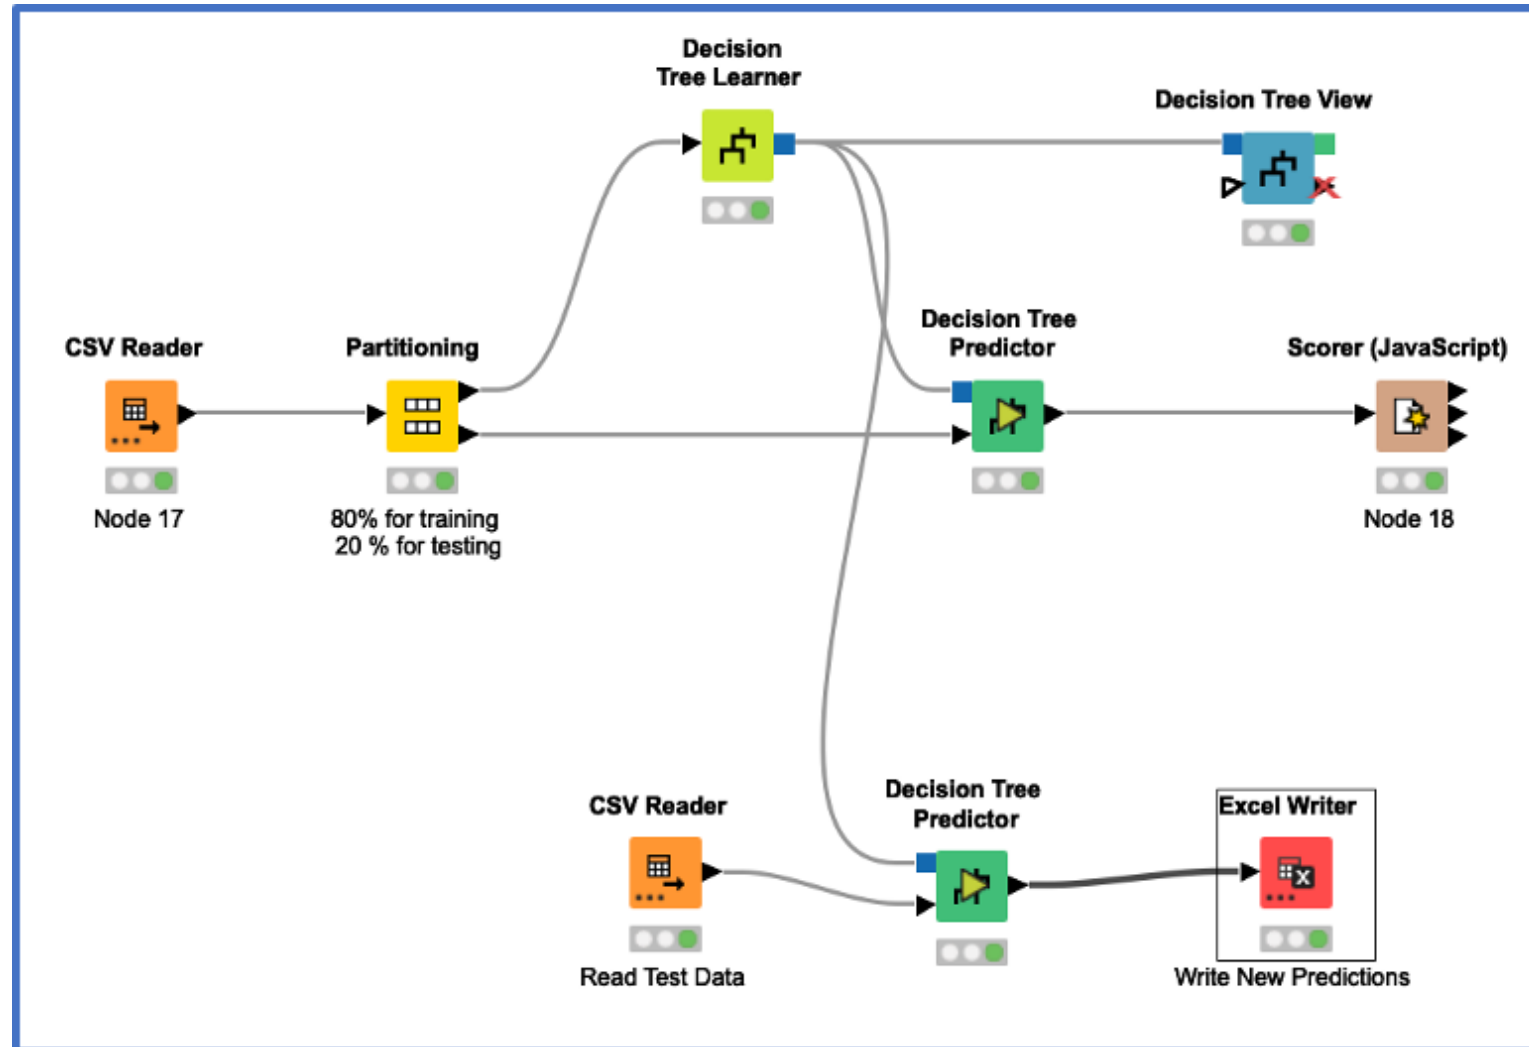 Decision
Tree Learner
Decision Tree View
CSV Reader
Node 17
Partitioning
80% for training
20 % for testing
Decision Tree
Predictor
Scorer (JavaScript)
Node 18
CSV Reader
Read Test Data
Decision Tree
Predictor
Excel Writer
X
Write New Predictions